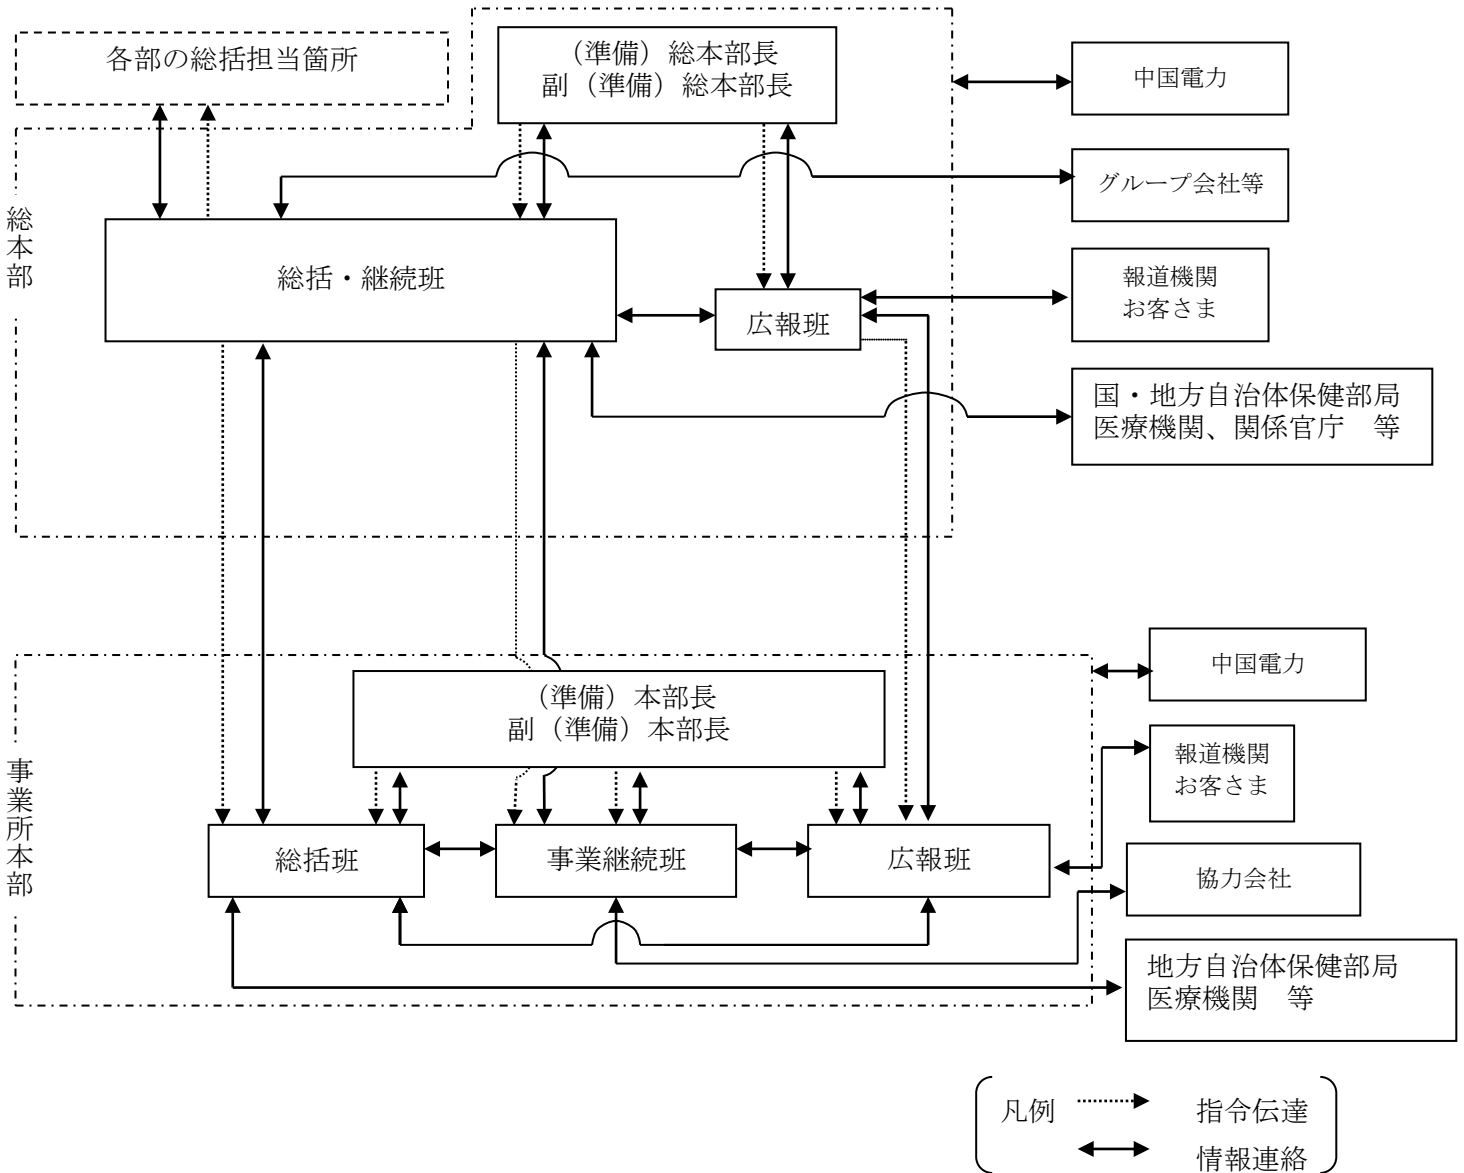 各部の総括担当箇所
（準備）総本部長
副（準備）総本部長
中国電力
グループ会社等
総本部
総括・継続班
広報班
報道機関
お客さま
国・地方自治体保健部局
医療機関、関係官庁　等
中国電力
（準備）本部長
副（準備）本部長
報道機関
お客さま
事業所本部
総括班
事業継続班
広報班
協力会社
地方自治体保健部局
医療機関　等
凡例
指令伝達
情報連絡